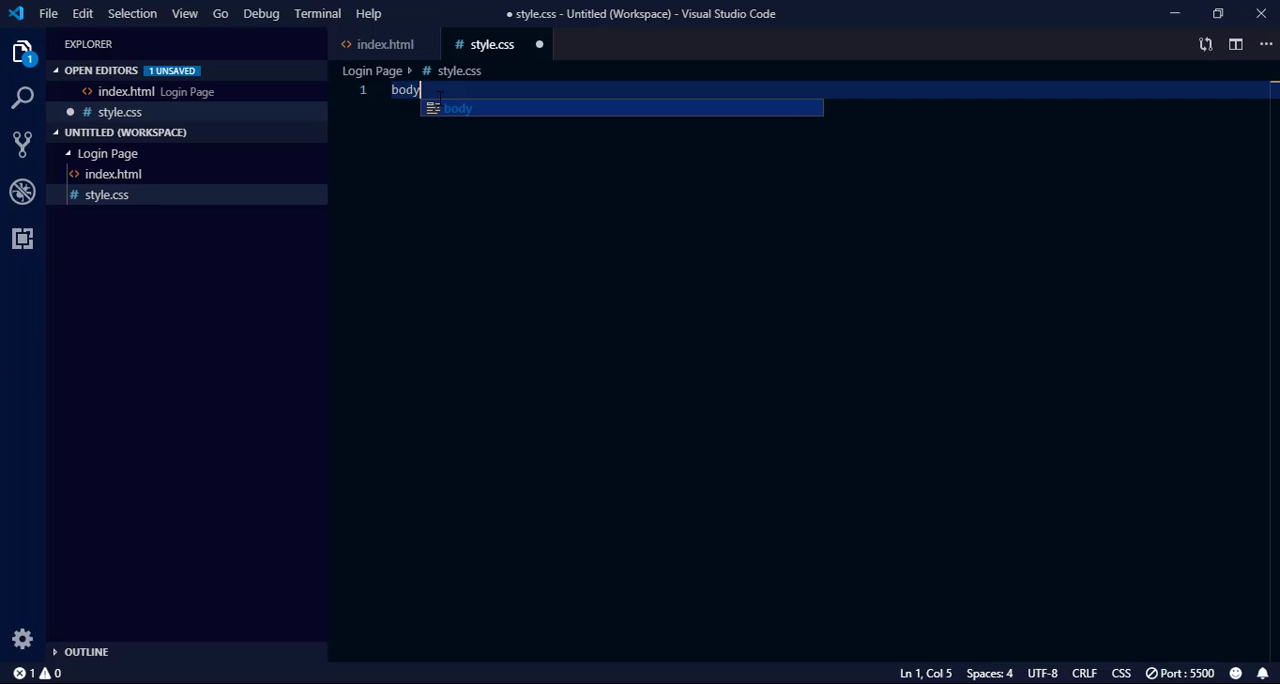 File Edit Selection View Go Debug Terminal Help
● style.css - Untitled (Workspace) - Visual Studio Code
1
EXPLORER
OPEN EDITORS 1 UNSAVED
<> index.html Login Page
● # style.css
UNTITLED (WORKSPACE)
Login Page
<> index.html
# style.css
OUTLINE
<> index.html
# style.css ●
Login Page # style.css
1 body
body
1 0
Ln 1, Col 5 Spaces: 4 UTF-8 CRLF CSS Port : 5500